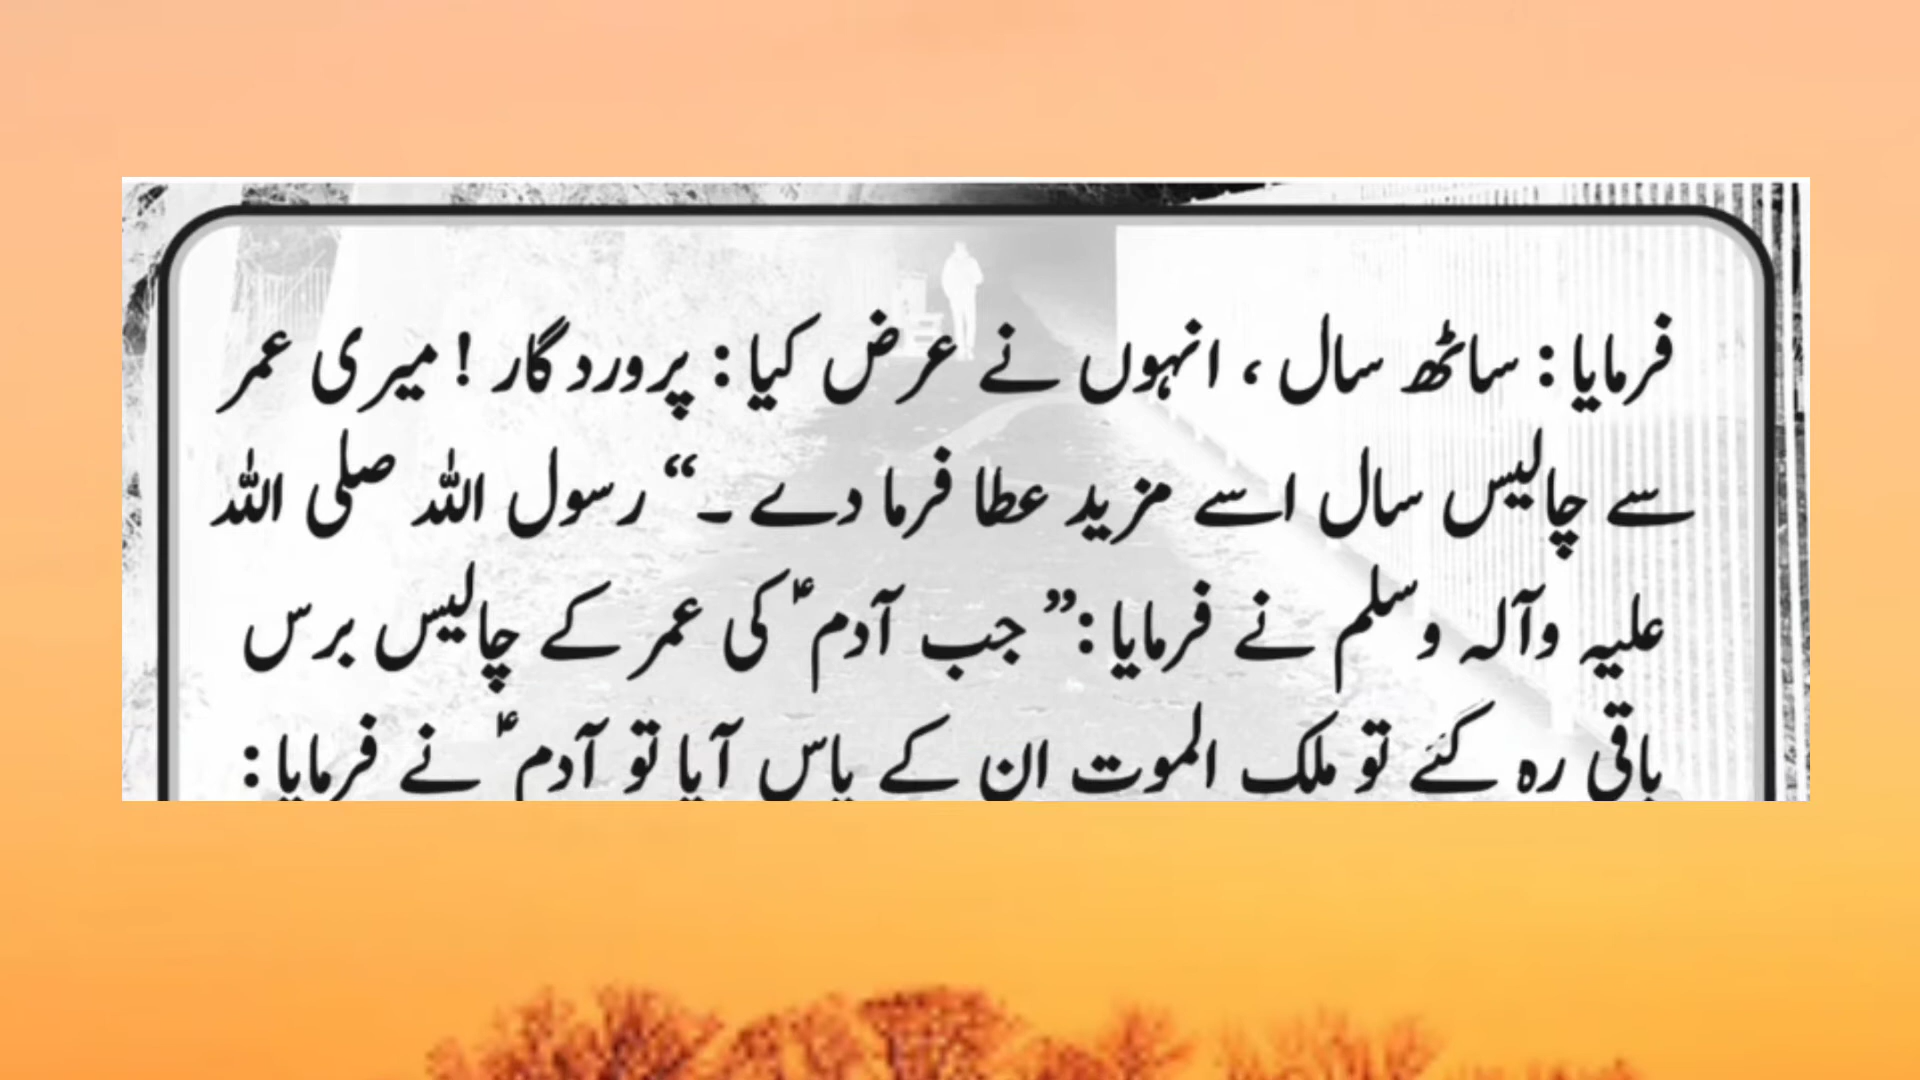 فرمایا : ساٹھ سال ، انہوں نے عرض کیا : پروردگار ! میری عمر
سے چالیس سال اسے مزید عطا فرما دے ۔“ رسول اللہ صلی اللہ
علیہ وآلہ وسلم نے فرمایا :” جب آدم ؑ کی عمر کے چالیس برس
باقی رہ گئے تو ملک الموت ان کے پاس آیا تو آدم ؑ نے فرمایا :